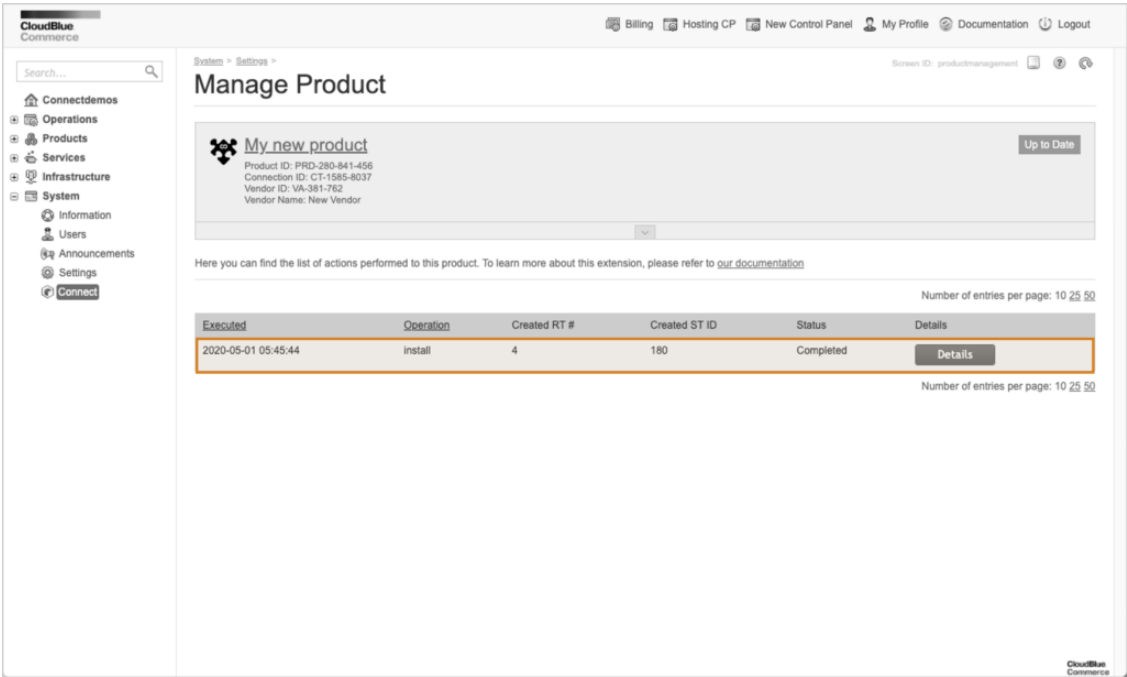 CloudBlue
Commerce
Billing Hosting CP New Control Panel My Profile Documentation Logout
Search...
Connectdemos
Operations
Products
Services
Infrastructure
System
Information
Users
Announcements
Settings
Connect
System > Settings >
Screen ID: productmanagement
Manage Product
My new product
Up to Date
Product ID: PRD-280-841-456
Connection ID: CT-1585-8037
Vendor ID: VA-381-762
Vendor Name: New Vendor
Here you can find the list of actions performed to this product. To learn more about this extension, please refer to our documentation
Number of entries per page: 10 25 50
Executed Operation Created RT # Created ST ID Status Details
2020-05-01 05:45:44 install 4 180 Completed Details
Number of entries per page: 10 25 50
CloudBlue
Commerce